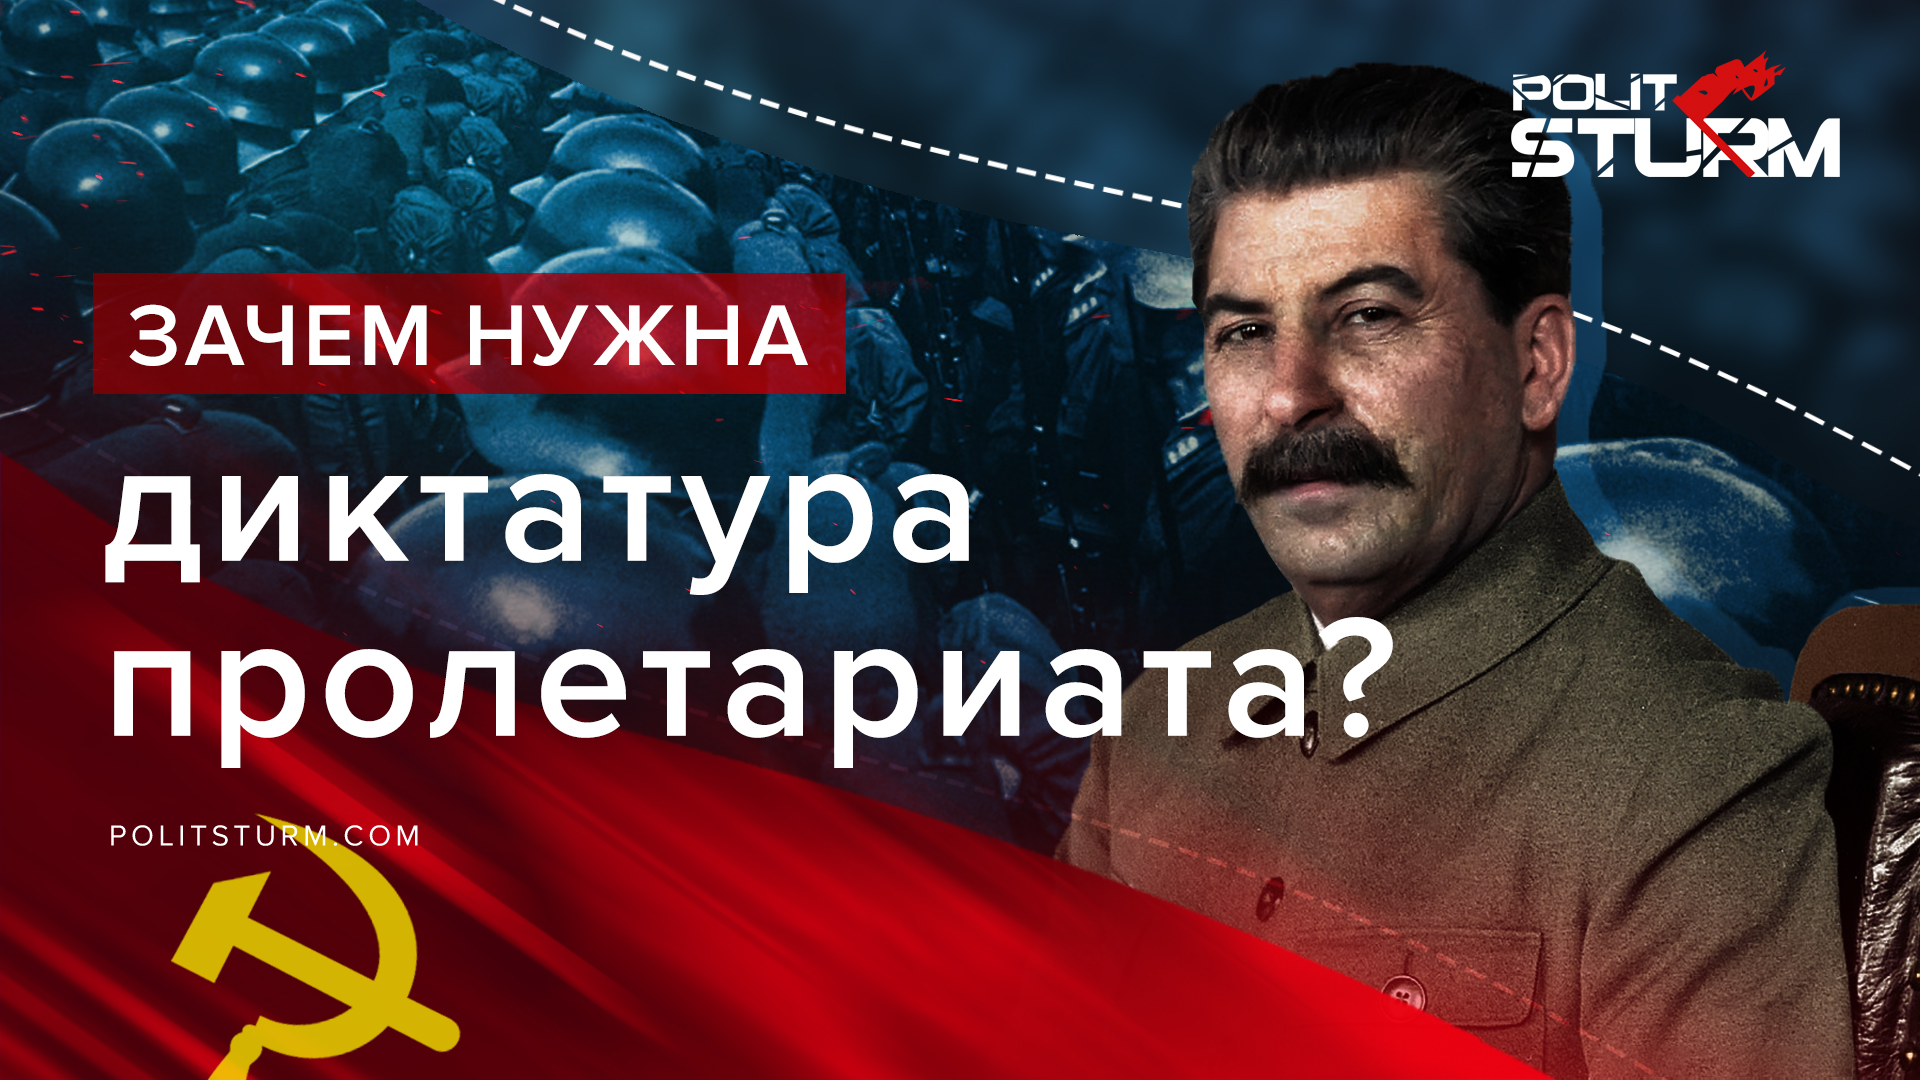 POLIT
STURM
ЗАЧЕМ НУЖНА
диктатура
пролетариата?
POLITSTURM.COM